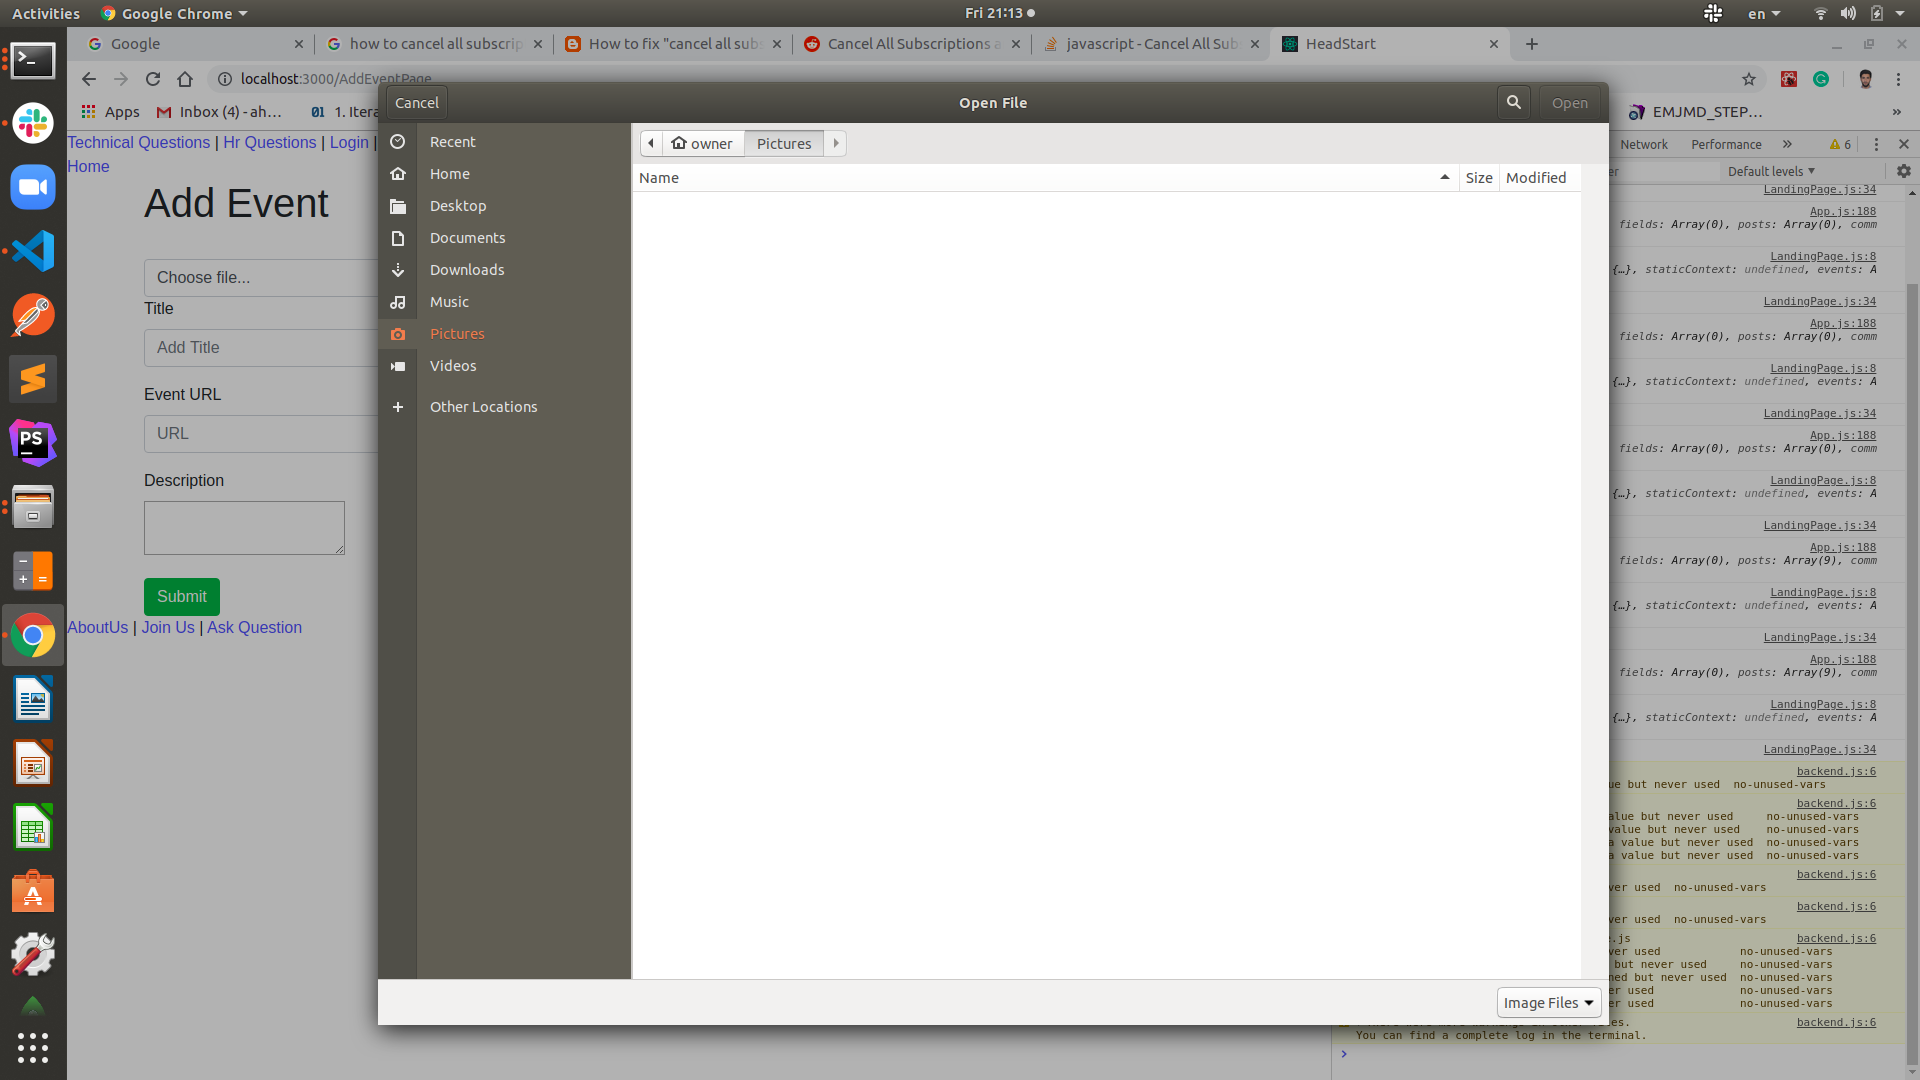 Activities Google Chrome Fri 21:13 en
Google how to cancel all subscrip How to fix "cancel all subs Cancel All Subscriptions a javascript - Cancel All Sub HeadStart
localhost:3000/AddEventPage
Apps Inbox (4) - ah... 1. Itera EMJMD_STEP...
Cancel Open File Open
Technical Questions | Hr Questions | Login |
Home
Add Event
Choose file...
Title
Add Title
Event URL
URL
Description
Submit
AboutUs | Join Us | Ask Question
Recent
Home
Desktop
Documents
Downloads
Music
Pictures
Videos
Other Locations
owner Pictures
Name Size Modified
Image Files
Network Performance 6
er Default levels
LandingPage.js:34
App.js:188
fields: Array(0), posts: Array(0), comm
LandingPage.js:8
{…}, staticContext: undefined, events: A
LandingPage.js:34
App.js:188
fields: Array(0), posts: Array(0), comm
LandingPage.js:8
{…}, staticContext: undefined, events: A
LandingPage.js:34
App.js:188
fields: Array(0), posts: Array(0), comm
LandingPage.js:8
{…}, staticContext: undefined, events: A
LandingPage.js:34
App.js:188
fields: Array(0), posts: Array(9), comm
LandingPage.js:8
{…}, staticContext: undefined, events: A
LandingPage.js:34
App.js:188
fields: Array(0), posts: Array(9), comm
LandingPage.js:8
{…}, staticContext: undefined, events: A
LandingPage.js:34
backend.js:6
ue but never used no-unused-vars
backend.js:6
alue but never used no-unused-vars
value but never used no-unused-vars
a value but never used no-unused-vars
a value but never used no-unused-vars
backend.js:6
ver used no-unused-vars
backend.js:6
ver used no-unused-vars
e.js backend.js:6
ver used no-unused-vars
but never used no-unused-vars
ned but never used no-unused-vars
er used no-unused-vars
er used no-unused-vars
backend.js:6
You can find a complete log in the terminal.